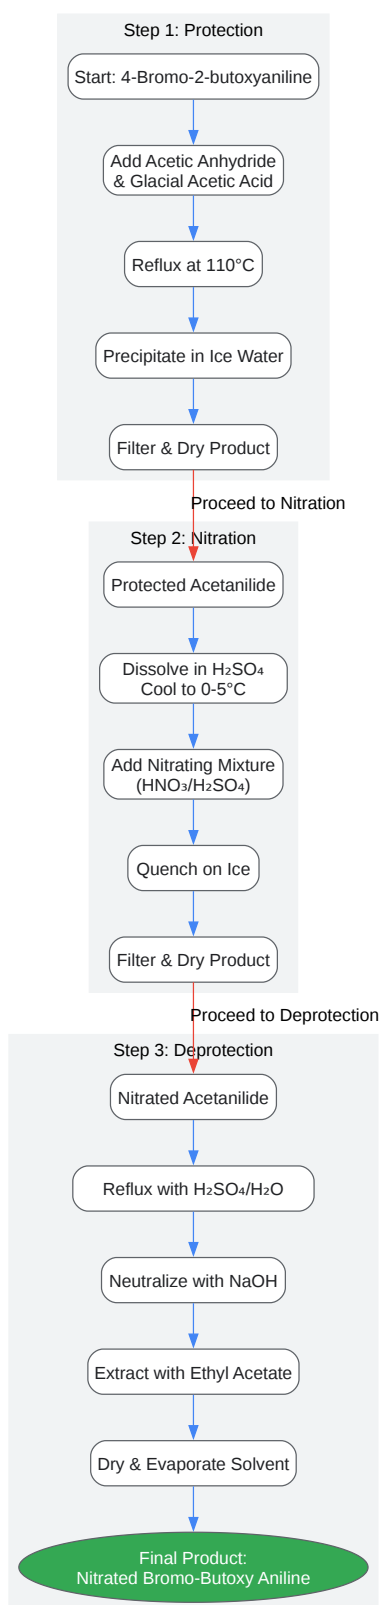 Step 1: Protection
Start: 4-Bromo-2-butoxyaniline
Add Acetic Anhydride
& Glacial Acetic Acid
Reflux at 110°C
Precipitate in Ice Water
Filter & Dry Product
Proceed to Nitration
Step 2: Nitration
Protected Acetanilide
Dissolve in H₂SO₄
Cool to 0-5°C
Add Nitrating Mixture
(HNO₃/H₂SO₄)
Quench on Ice
Filter & Dry Product
Proceed to Deprotection
Step 3: Deprotection
Nitrated Acetanilide
Reflux with H₂SO₄/H₂O
Neutralize with NaOH
Extract with Ethyl Acetate
Dry & Evaporate Solvent
Final Product:
Nitrated Bromo-Butoxy Aniline